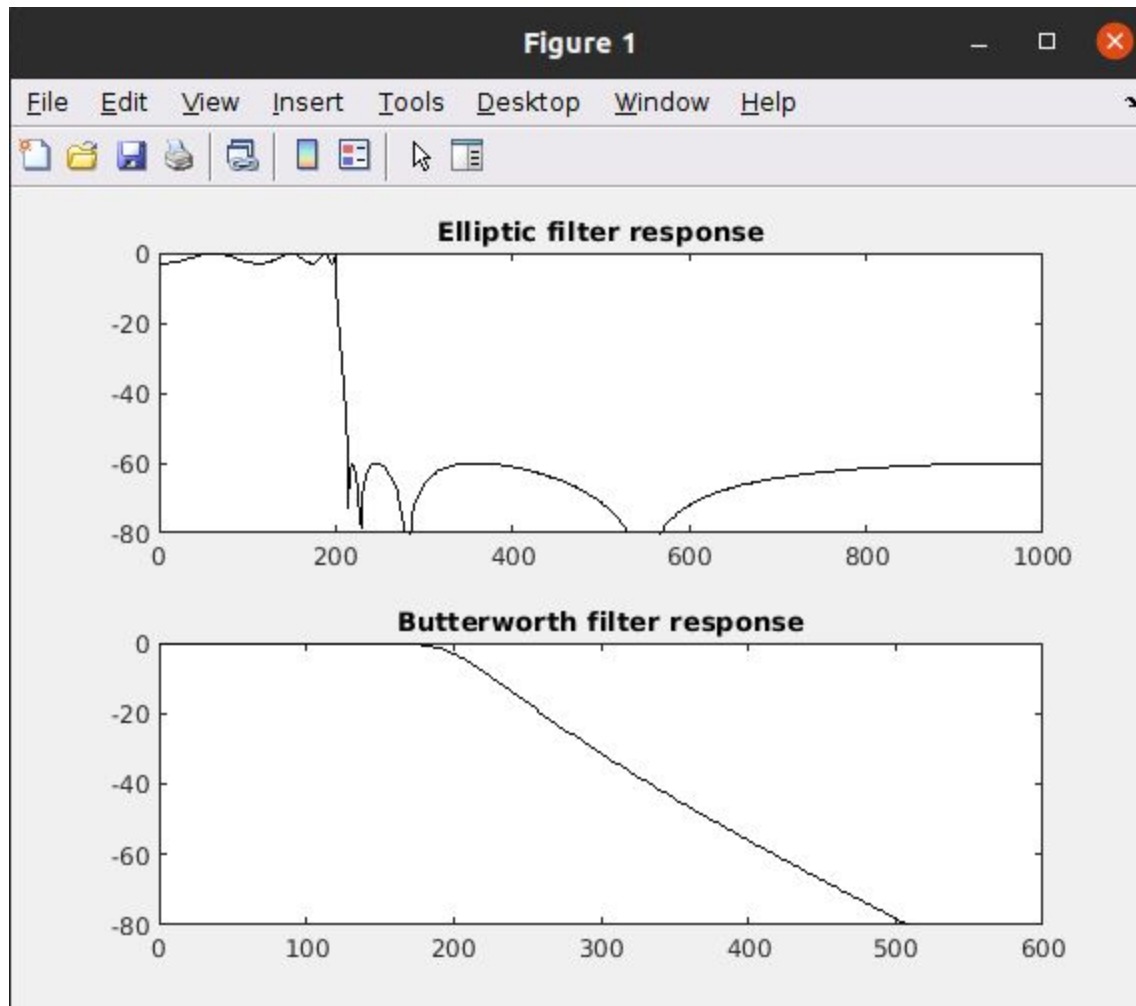 Figure 1
File Edit View Insert Tools Desktop Window Help
Elliptic filter response
0
-20
-40
-60
-80
0 200 400 600 800 1000
Butterworth filter response
0
-20
-40
-60
-80
0 100 200 300 400 500 600